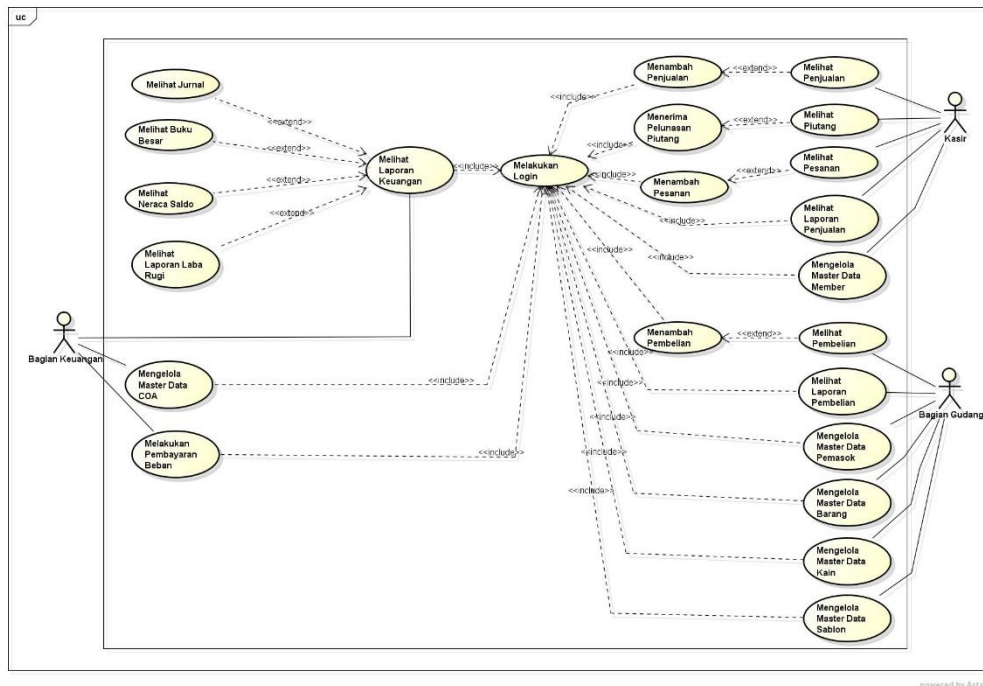 uc
Melihat Jurnal
<<extend>>
Melihat Buku
Besar
<<extend>>
Melihat
Neraca Saldo
<<extend>>
Melihat
Laporan Laba
Rugi
<<extend>>
Melihat
Laporan
Keuangan
<<include>>
Melakukan
Login
Menambah
Penjualan
<<extend>>
Melihat
Penjualan
<<include>>
Menerima
Pelunasan
Piutang
<<extend>>
Melihat
Piutang
<<include>>
Menambah
Pesanan
<<extend>>
Melihat
Pesanan
<<include>>
Melihat
Laporan
Penjualan
<<include>>
Mengelola
Master Data
Member
<<include>>
Kasir
Menambah
Pembelian
<<extend>>
Melihat
Pembelian
<<include>>
Melihat
Laporan
Pembelian
<<include>>
Mengelola
Master Data
Pemasok
<<include>>
Mengelola
Master Data
Barang
<<include>>
Mengelola
Master Data
Kain
<<include>>
Mengelola
Master Data
Sablon
<<include>>
Bagian Gudang
Bagian Keuangan
Mengelola
Master Data
COA
<<include>>
Melakukan
Pembayaran
Beban
<<include>>
powered by Asta